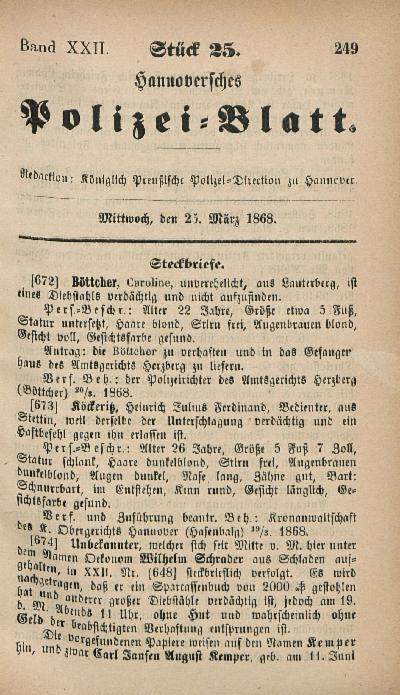 Band XXII. Stück 25. 249
Hannoversches
Polizei-Blatt.
Redaction: Königlich Preußische Polizei-Direction zu Hannover.
Mittwoch, den 25. März 1868.
Steckbriefe.
[672] Böttcher, Caroline, unverehelicht, aus Lauterberg, ist
eines Diebstahls verdächtig und nicht aufzufinden.
Pers.-Beschr.: Alter 22 Jahre, Größe etwa 5 Fuß,
Statur untersetzt, Haare blond, Stirn frei, Augenbrauen blond,
Gesicht voll, Gesichtsfarbe gesund.
Antrag: die Böttcher zu verhaften und in das Gefangen-
haus des Amtsgerichts Herzberg zu liefern.
Verf. Beh.: der Polizeirichter des Amtsgerichts Herzberg
(Böttcher) 20/3. 1868.
[673] Köckeritz, Heinrich Julius Ferdinand, Bedienter, aus
Stettin, weil derselbe der Unterschlagung verdächtig und ein
Haftbefehl gegen ihn erlassen ist.
Pers.-Beschr.: Alter 26 Jahre, Größe 5 Fuß 7 Zoll,
Statur schlank, Haare dunkelblond, Stirn frei, Augenbrauen
dunkelblond, Augen dunkel, Nase lang, Zähne gut, Bart:
Schnurrbart, im Entstehen, Kinn rund, Gesicht länglich, Ge-
sichtsfarbe gesund.
Verf. und Zuführung beantr. Beh.: Kronanwaltschaft
des K. Obergerichts Hannover (Hasenbalg) 19/3. 1868.
[674] Unbekannter, welcher sich seit Mitte v. M. hier unter
dem Namen Oekonom Wilhelm Schrader aus Schladen auf-
gehalten, in XXII. Nr. [648] steckbrieflich verfolgt. Es wird
nachgetragen, daß er ein Sparcassenbuch von 2000 ₰ gestohlen
hat und anderer großer Diebstähle verdächtig ist, jedoch am 19.
d. M. Abends 11 Uhr, ohne Hut und wahrscheinlich ohne
Geld der beabsichtigten Verhaftung entsprungen ist.
Die vorgefundenen Papiere weisen auf den Namen Kemper
hin, und zwar Carl Jansen August Kemper, geb. am 11. Juni